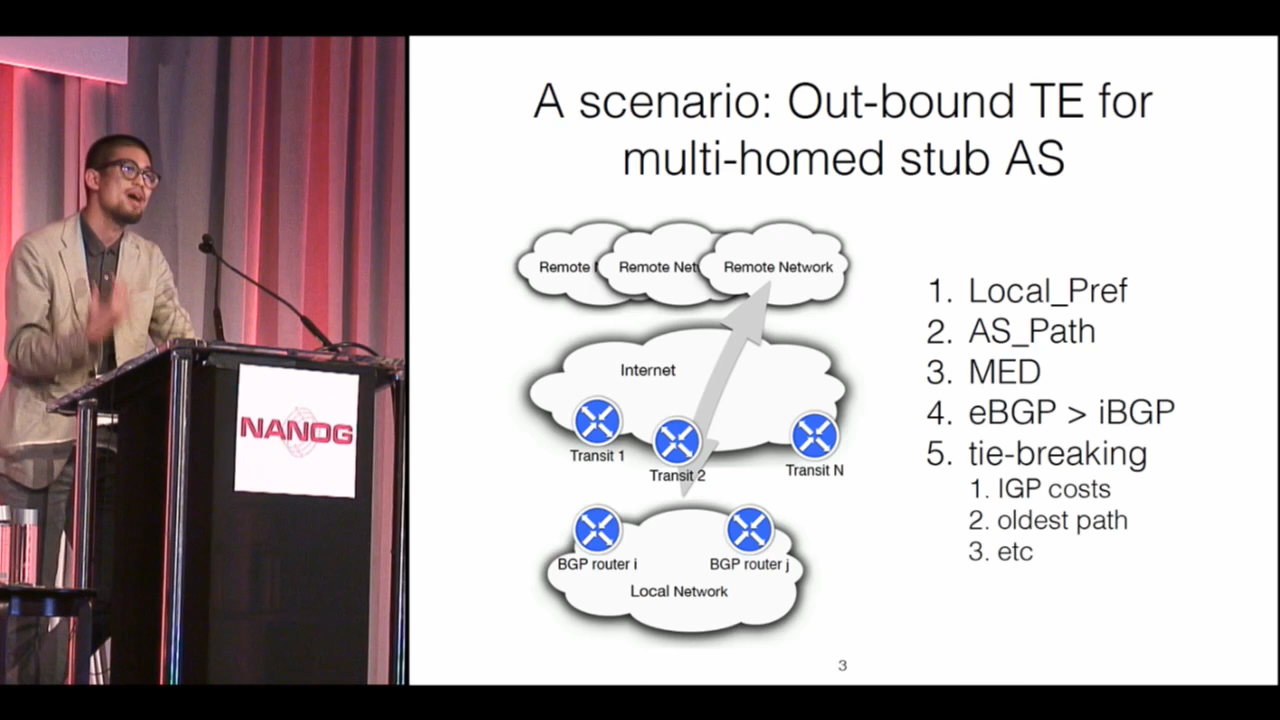 NANOG
A scenario: Out-bound TE for
multi-homed stub AS
Remote Remote Net Remote Network
Internet
Transit 1
Transit 2
Transit N
BGP router i
BGP router j
Local Network
1. Local_Pref
2. AS_Path
3. MED
4. eBGP > iBGP
5. tie-breaking
1. IGP costs
2. oldest path
3. etc
3